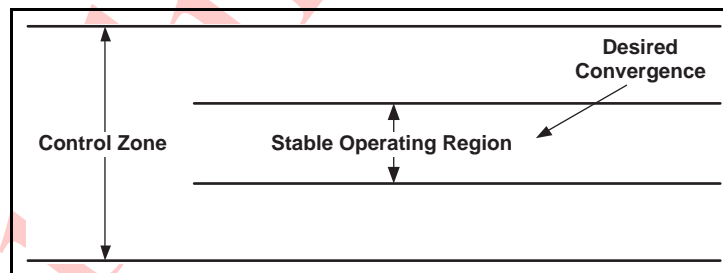 Desired
Convergence
Control Zone
Stable Operating Region